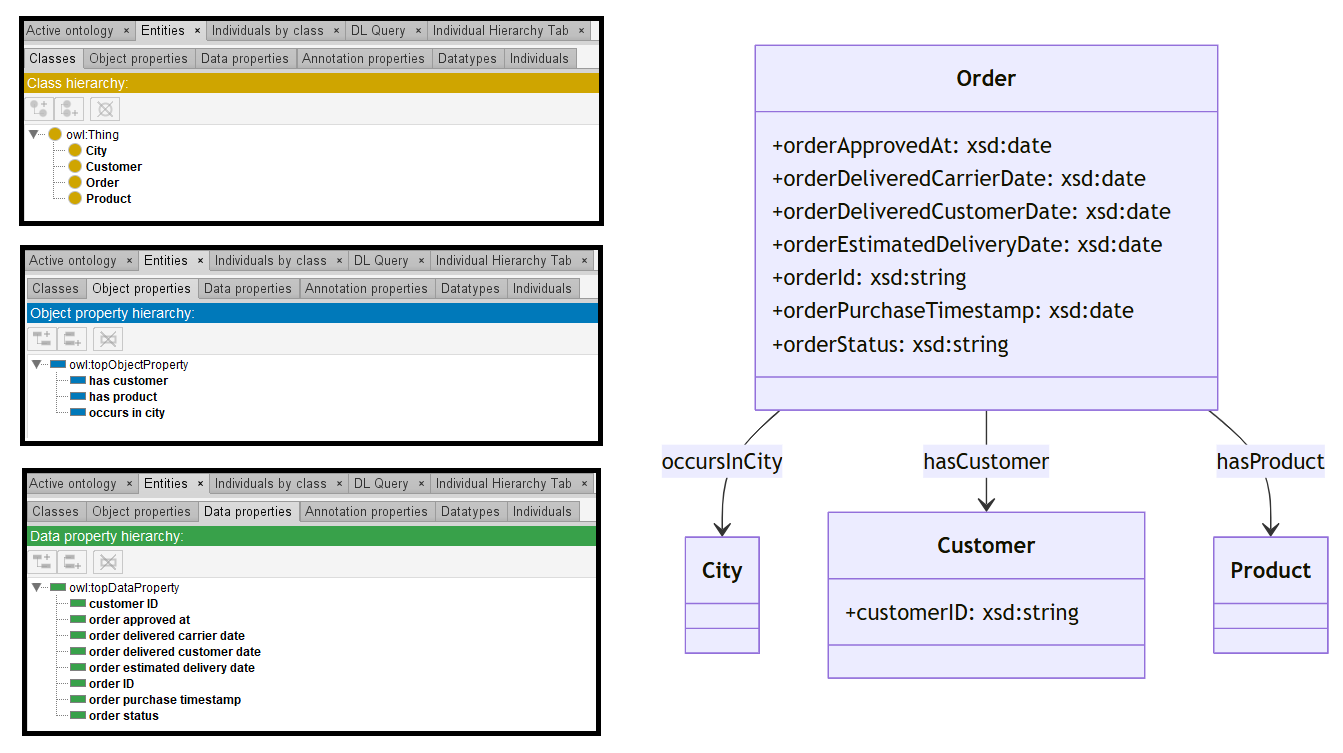 Active ontology × Entities × Individuals by class × DL Query × Individual Hierarchy Tab ×
Classes Object properties Data properties Annotation properties Datatypes Individuals
Class hierarchy:
owl:Thing
City
Customer
Order
Product
Active ontology × Entities × Individuals by class × DL Query × Individual Hierarchy Tab ×
Classes Object properties Data properties Annotation properties Datatypes Individuals
Object property hierarchy:
owl:topObjectProperty
has customer
has product
occurs in city
Active ontology × Entities × Individuals by class × DL Query × Individual Hierarchy Tab ×
Classes Object properties Data properties Annotation properties Datatypes Individuals
Data property hierarchy:
owl:topDataProperty
customer ID
order approved at
order delivered carrier date
order delivered customer date
order estimated delivery date
order ID
order purchase timestamp
order status
Order
+orderApprovedAt: xsd:date
+orderDeliveredCarrierDate: xsd:date
+orderDeliveredCustomerDate: xsd:date
+orderEstimatedDeliveryDate: xsd:date
+orderId: xsd:string
+orderPurchaseTimestamp: xsd:date
+orderStatus: xsd:string
occursInCity hasCustomer hasProduct
City
Customer
+customerID: xsd:string
Product